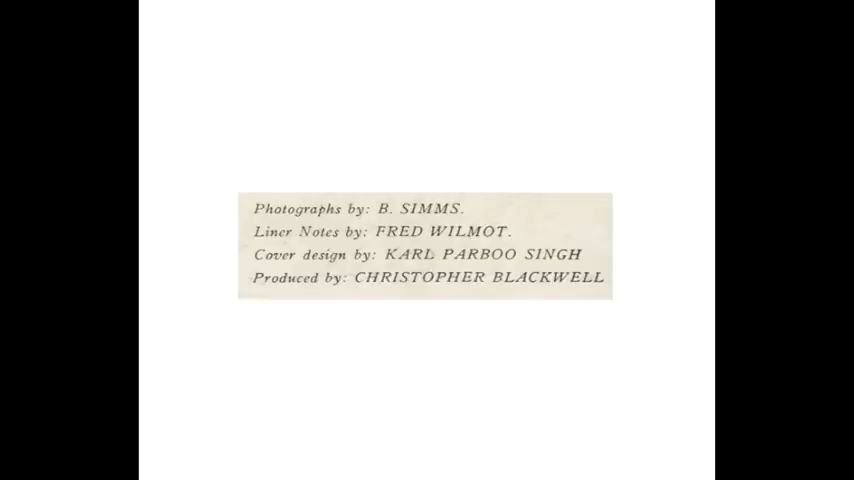 Photographs by: B. SIMMS.
Liner Notes by: FRED WILMOT.
Cover design by: KARL PARBOO SINGH
Produced by: CHRISTOPHER BLACKWELL